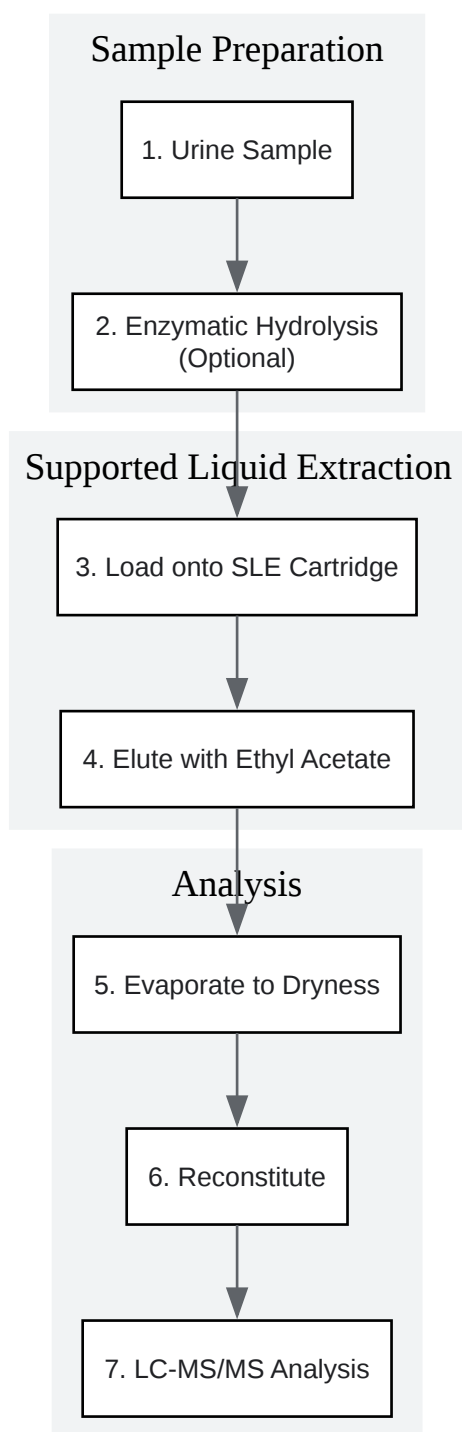 Sample Preparation
1. Urine Sample
2. Enzymatic Hydrolysis
(Optional)
Supported Liquid Extraction
3. Load onto SLE Cartridge
4. Elute with Ethyl Acetate
Analysis
5. Evaporate to Dryness
6. Reconstitute
7. LC-MS/MS Analysis